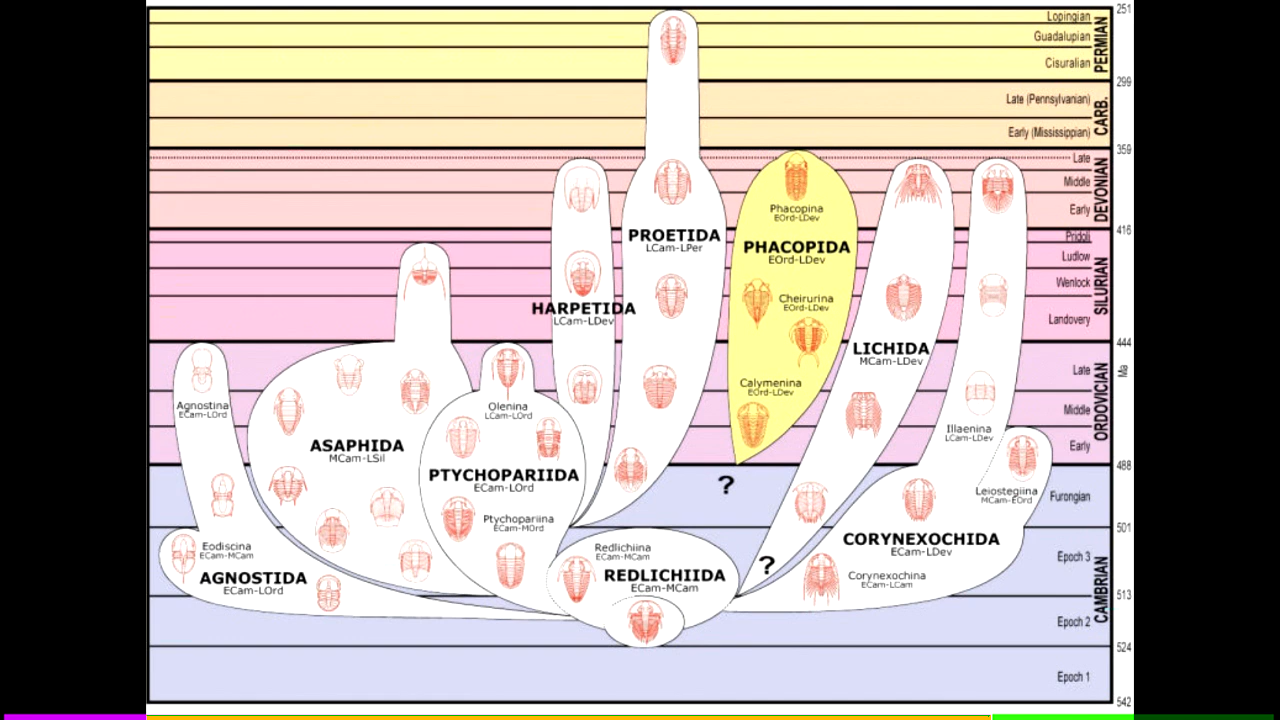 Lopingian
251
Guadalupian
Cisuralian
PERMIAN
299
Late (Pennsylvanian)
Early (Mississippian)
CARB.
359
Late
Middle
Early
DEVONIAN
416
Pridoli
Ludlow
Wenlock
Landovery
SILURIAN
444
Ma
Late
Middle
Early
ORDOVICIAN
488
Furongian
501
Epoch 3
513
Epoch 2
524
Epoch 1
CAMBRIAN
542
Agnostina
ECam-LOrd
Eodiscina
ECam-MCam
AGNOSTIDA
ECam-LOrd
ASAPHIDA
MCam-LSil
Olenina
LCam-LOrd
PTYCHOPARIIDA
ECam-LOrd
Ptychopariina
ECam-MOrd
HARPETIDA
LCam-LDev
PROETIDA
LCam-LPer
Redlichiina
ECam-MCam
REDLICHIIDA
ECam-MCam
Phacopina
EOrd-LDev
PHACOPIDA
EOrd-LDev
Cheirurina
EOrd-LDev
Calymenina
EOrd-LDev
?
?
LICHIDA
MCam-LDev
Illaenina
LCam-LDev
Leiostegiina
MCam-EOrd
CORYNEXOCHIDA
ECam-LDev
Corynexochina
ECam-LCam